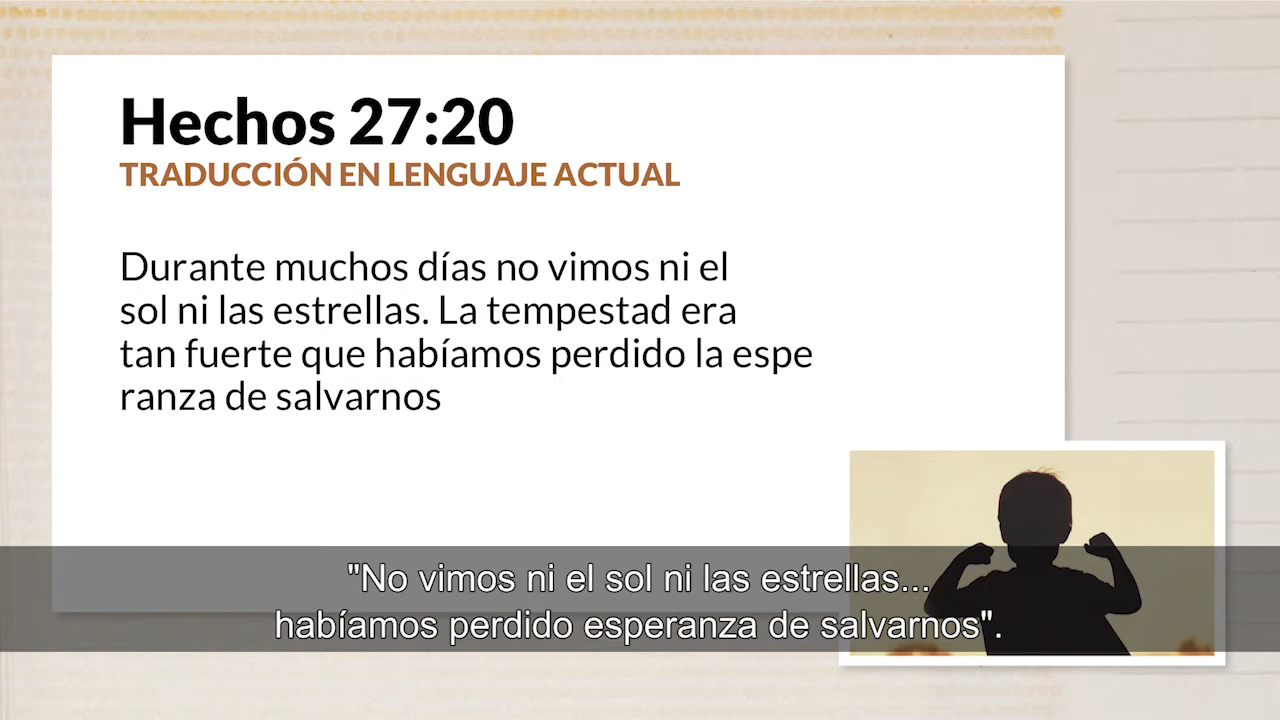 Hechos 27:20
TRADUCCIÓN EN LENGUAJE ACTUAL
Durante muchos días no vimos ni el
sol ni las estrellas. La tempestad era
tan fuerte que habíamos perdido la espe
ranza de salvarnos
"No vimos ni el sol ni las estrellas...
habíamos perdido esperanza de salvarnos".